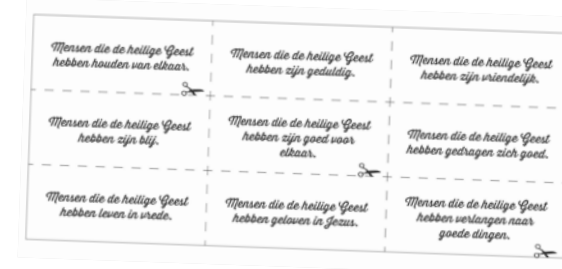 Mensen die de heilige Geest
hebben houden van elkaar.
Mensen die de heilige Geest
hebben zijn geduldig.
Mensen die de heilige Geest
hebben zijn vriendelijk.
Mensen die de heilige Geest
hebben zijn blij.
Mensen die de heilige Geest
hebben zijn goed voor
elkaar.
Mensen die de heilige Geest
hebben gedragen zich goed.
Mensen die de heilige Geest
hebben leven in vrede.
Mensen die de heilige Geest
hebben geloven in Jezus.
Mensen die de heilige Geest
hebben verlangen naar
goede dingen.